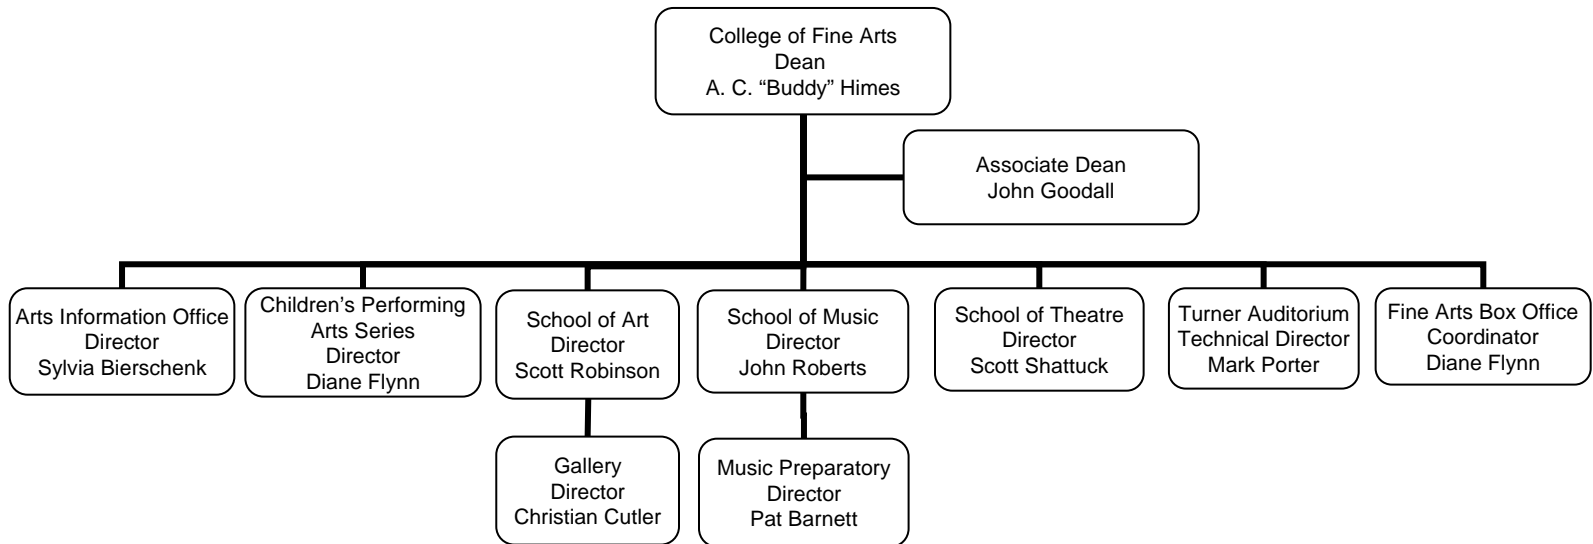 College of Fine Arts
Dean
A. C. “Buddy” Himes
Associate Dean
John Goodall
Arts Information Office
Director
Sylvia Bierschenk
Children’s Performing
Arts Series
Director
Diane Flynn
School of Art
Director
Scott Robinson
School of Music
Director
John Roberts
School of Theatre
Director
Scott Shattuck
Turner Auditorium
Technical Director
Mark Porter
Fine Arts Box Office
Coordinator
Diane Flynn
Gallery
Director
Christian Cutler
Music Preparatory
Director
Pat Barnett